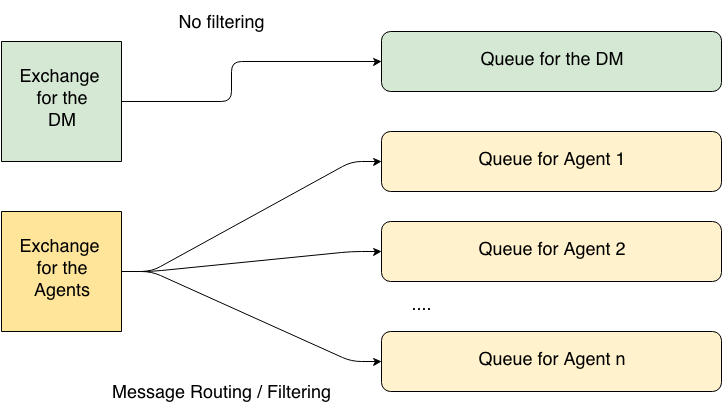 No filtering
Exchange
for the
DM
Queue for the DM
Queue for Agent 1
Exchange
for the
Agents
Queue for Agent 2
....
Queue for Agent n
Message Routing / Filtering